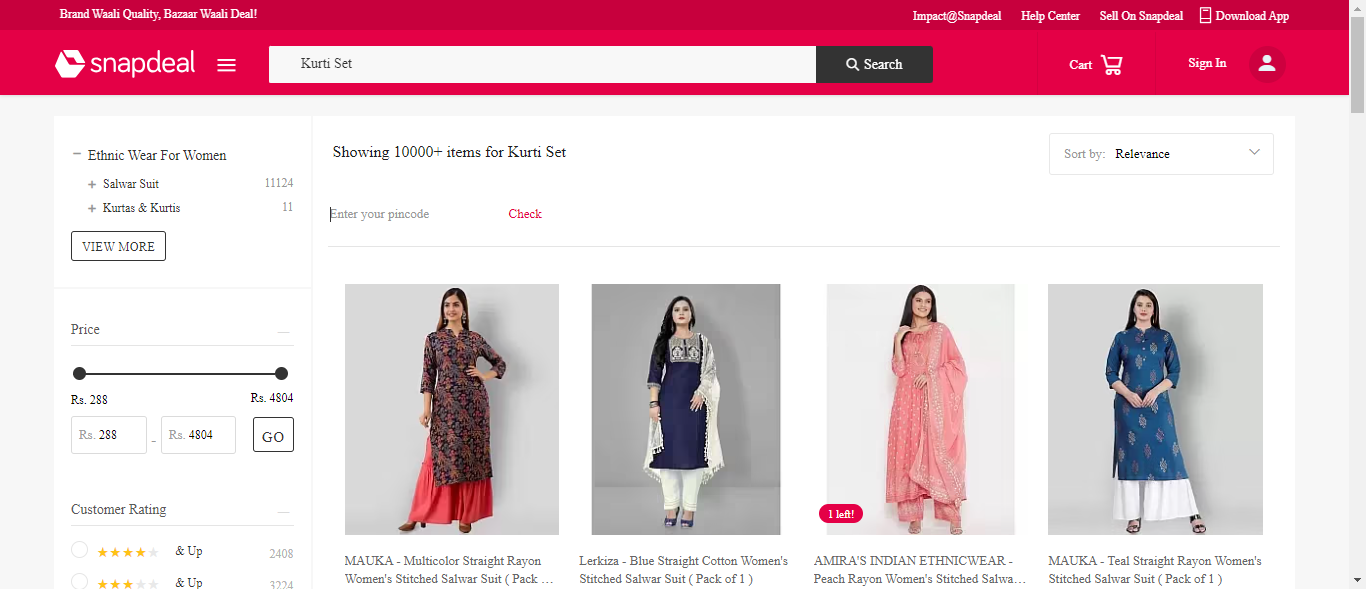 Brand Waali Quality, Bazaar Waali Deal!
Impact@Snapdeal Help Center Sell On Snapdeal Download App
snapdeal
Kurti Set
Search
Cart
Sign In
Ethnic Wear For Women
+ Salwar Suit 11124
+ Kurtas & Kurtis 11
VIEW MORE
Price
Rs. 288 Rs. 4804
Rs. 288 - Rs. 4804 GO
Customer Rating
& Up 2408
& Up 3224
Showing 10000+ items for Kurti Set
Sort by: Relevance
Enter your pincode Check
MAUKA - Multicolor Straight Rayon
Women's Stitched Salwar Suit ( Pack ...
Lerkiza - Blue Straight Cotton Women's
Stitched Salwar Suit ( Pack of 1 )
1 left!
AMIRA'S INDIAN ETHNICWEAR -
Peach Rayon Women's Stitched Salwa...
MAUKA - Teal Straight Rayon Women's
Stitched Salwar Suit ( Pack of 1 )